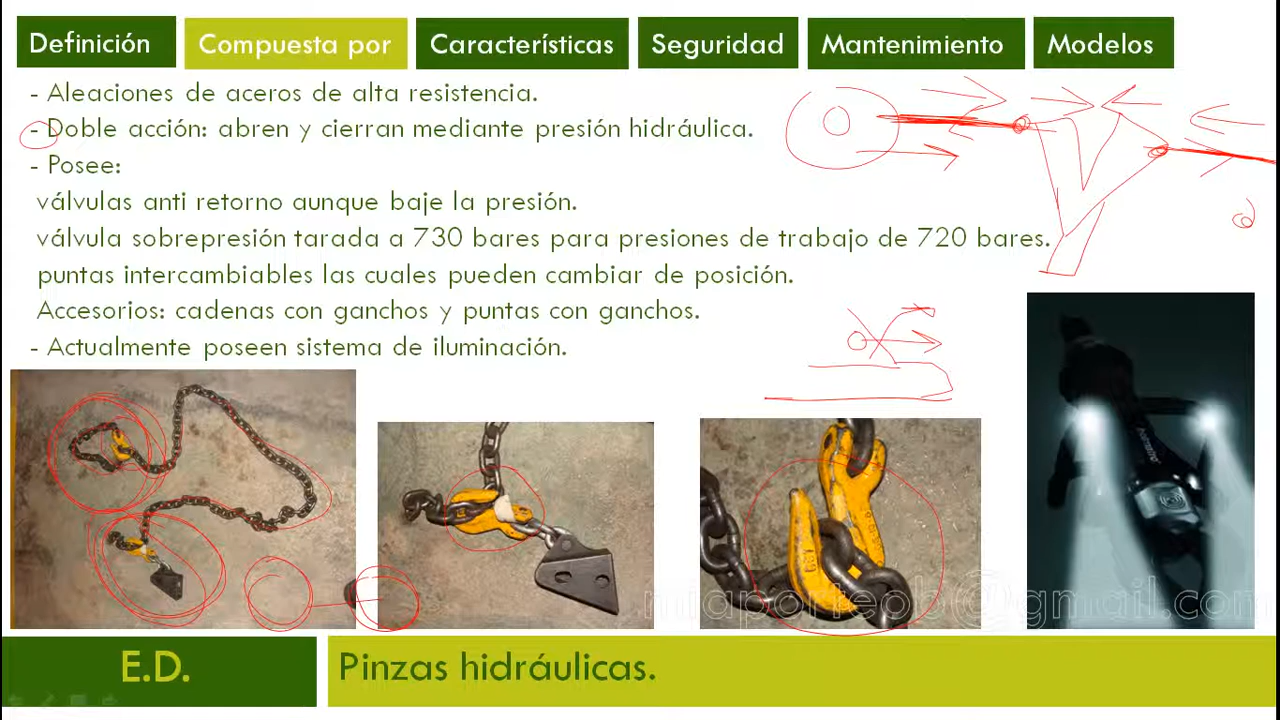 Definición
Compuesta por
Características
Seguridad
Mantenimiento
Modelos
- Aleaciones de aceros de alta resistencia.
- Doble acción: abren y cierran mediante presión hidráulica.
- Posee:
válvulas anti retorno aunque baje la presión.
válvula sobrepresión tarada a 730 bares para presiones de trabajo de 720 bares.
puntas intercambiables las cuales pueden cambiar de posición.
Accesorios: cadenas con ganchos y puntas con ganchos.
- Actualmente poseen sistema de iluminación.
E.D.
Pinzas hidráulicas.